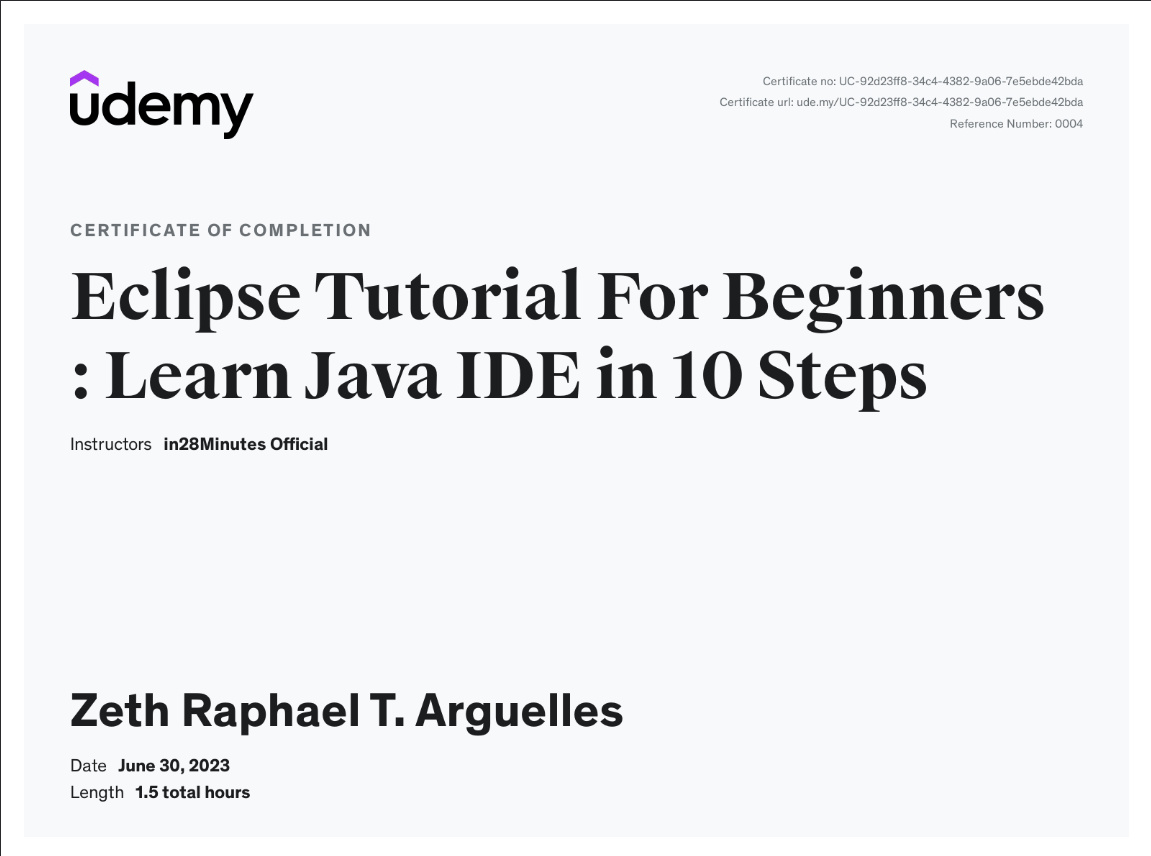 udemy
Certificate no: UC-92d23ff8-34c4-4382-9a06-7e5ebde42bda
Certificate url: ude.my/UC-92d23ff8-34c4-4382-9a06-7e5ebde42bda
Reference Number: 0004
CERTIFICATE OF COMPLETION
Eclipse Tutorial For Beginners
: Learn Java IDE in 10 Steps
Instructors in28Minutes Official
Zeth Raphael T. Arguelles
Date June 30, 2023
Length 1.5 total hours